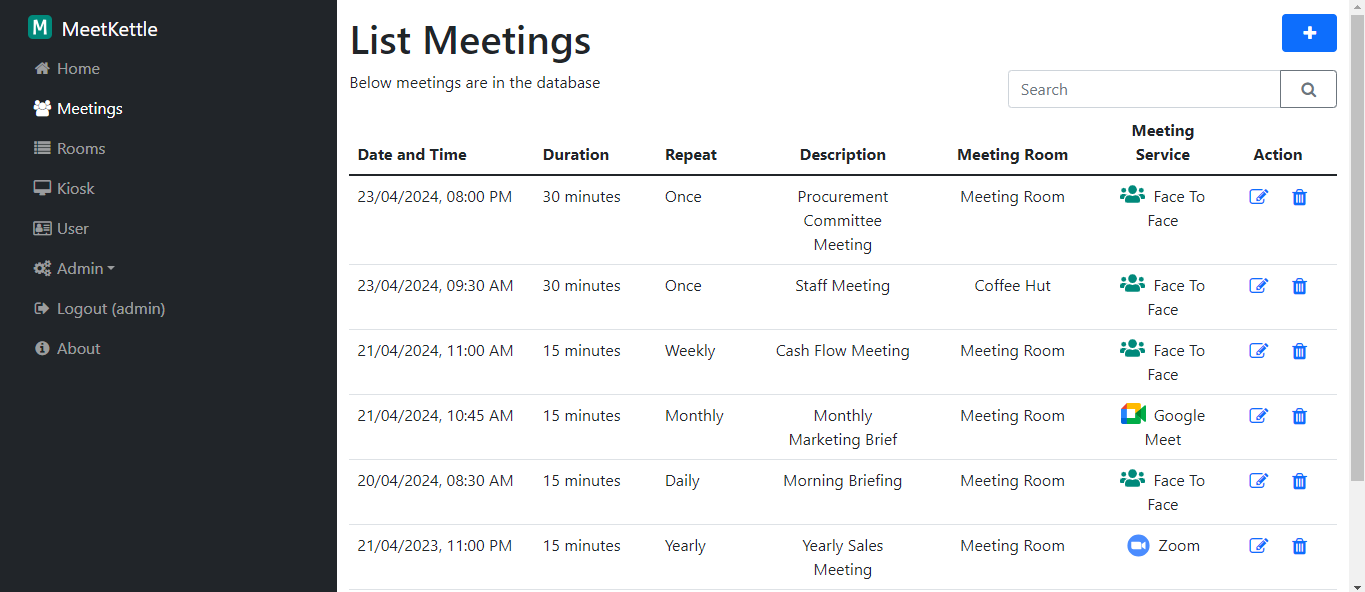 M MeetKettle
Home
Meetings
Rooms
Kiosk
User
Admin
Logout (admin)
About
List Meetings
Below meetings are in the database
Search
Meeting
Date and Time Duration Repeat Description Meeting Room Service Action
23/04/2024, 08:00 PM 30 minutes Once Procurement Meeting Room Face To
Committee Face
Meeting
23/04/2024, 09:30 AM 30 minutes Once Staff Meeting Coffee Hut Face To
Face
21/04/2024, 11:00 AM 15 minutes Weekly Cash Flow Meeting Meeting Room Face To
Face
21/04/2024, 10:45 AM 15 minutes Monthly Monthly Meeting Room Google
Marketing Brief Meet
20/04/2024, 08:30 AM 15 minutes Daily Morning Briefing Meeting Room Face To
Face
21/04/2023, 11:00 PM 15 minutes Yearly Yearly Sales Meeting Room Zoom
Meeting